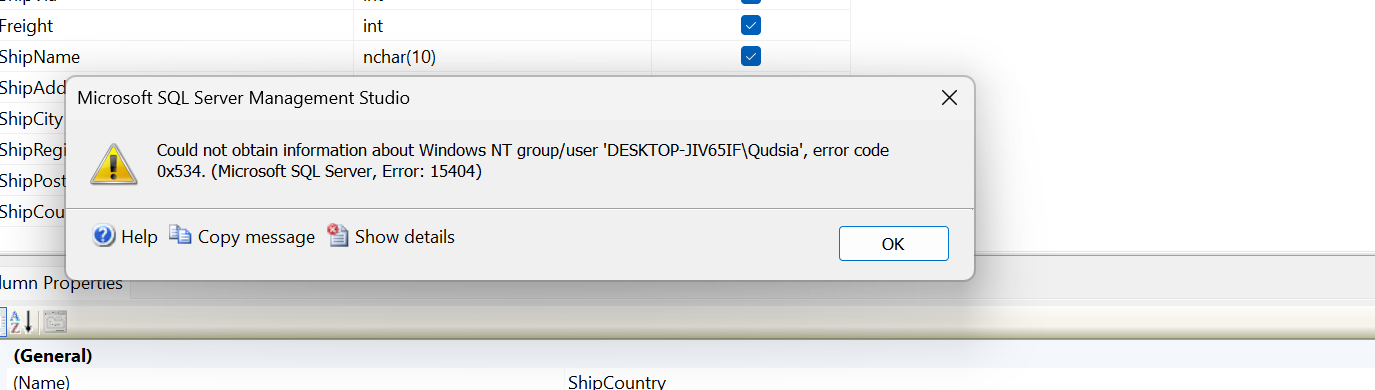 ShipVia int
Freight int
ShipName nchar(10)
ShipAdd
Microsoft SQL Server Management Studio
ShipCity
Could not obtain information about Windows NT group/user 'DESKTOP-JIV65IF\Qudsia', error code
ShipRegi
0x534. (Microsoft SQL Server, Error: 15404)
ShipPost
ShipCou
Help Copy message Show details OK
lumn Properties
A
Z
(General)
(Name) ShipCountry